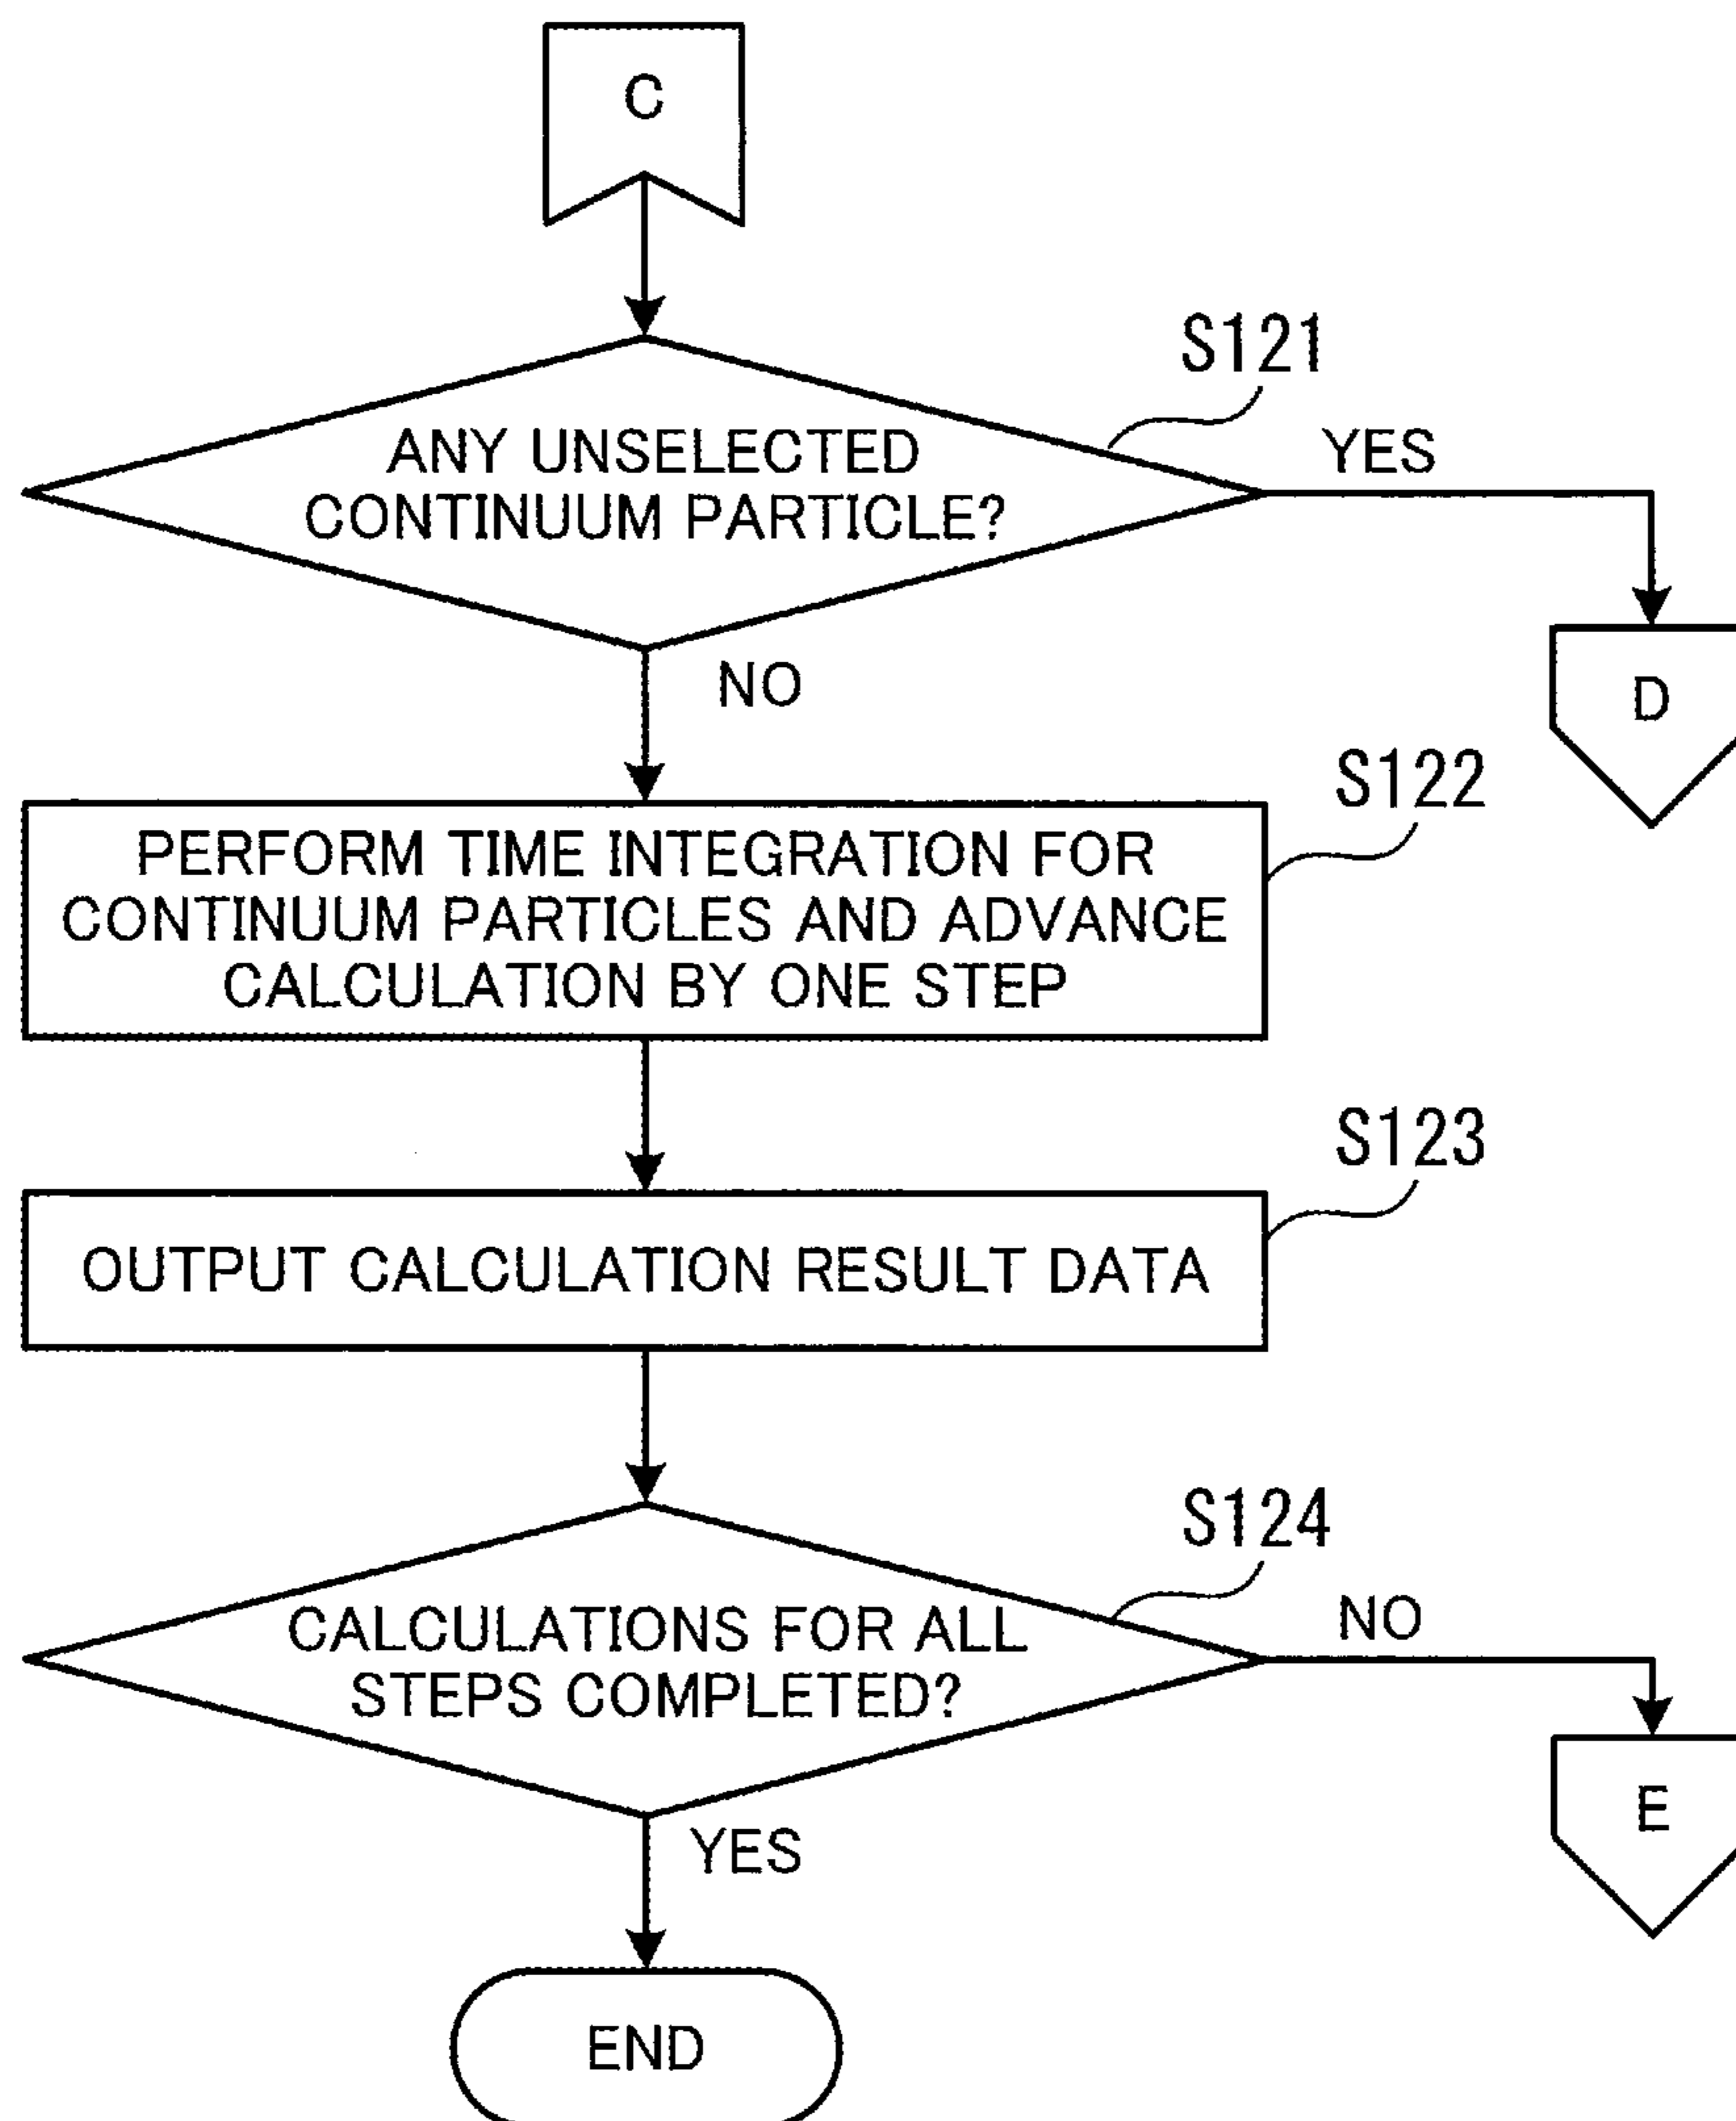 C
S121
ANY UNSELECTED
CONTINUUM PARTICLE?
YES
NO
D
S122
PERFORM TIME INTEGRATION FOR
CONTINUUM PARTICLES AND ADVANCE
CALCULATION BY ONE STEP
S123
OUTPUT CALCULATION RESULT DATA
S124
CALCULATIONS FOR ALL
STEPS COMPLETED?
NO
E
YES
END